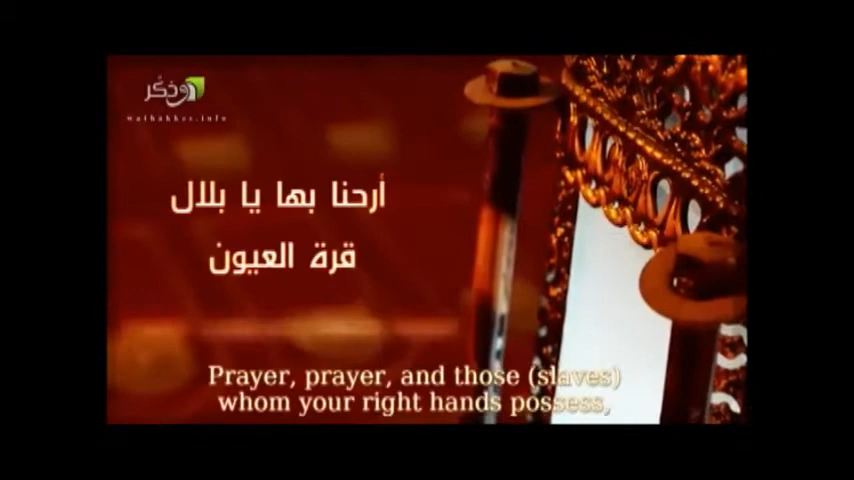 وذكر
wathakker.info
أرحنا بها يا بلال
قرة العيون
Prayer, prayer, and those (slaves)
whom your right hands possess,